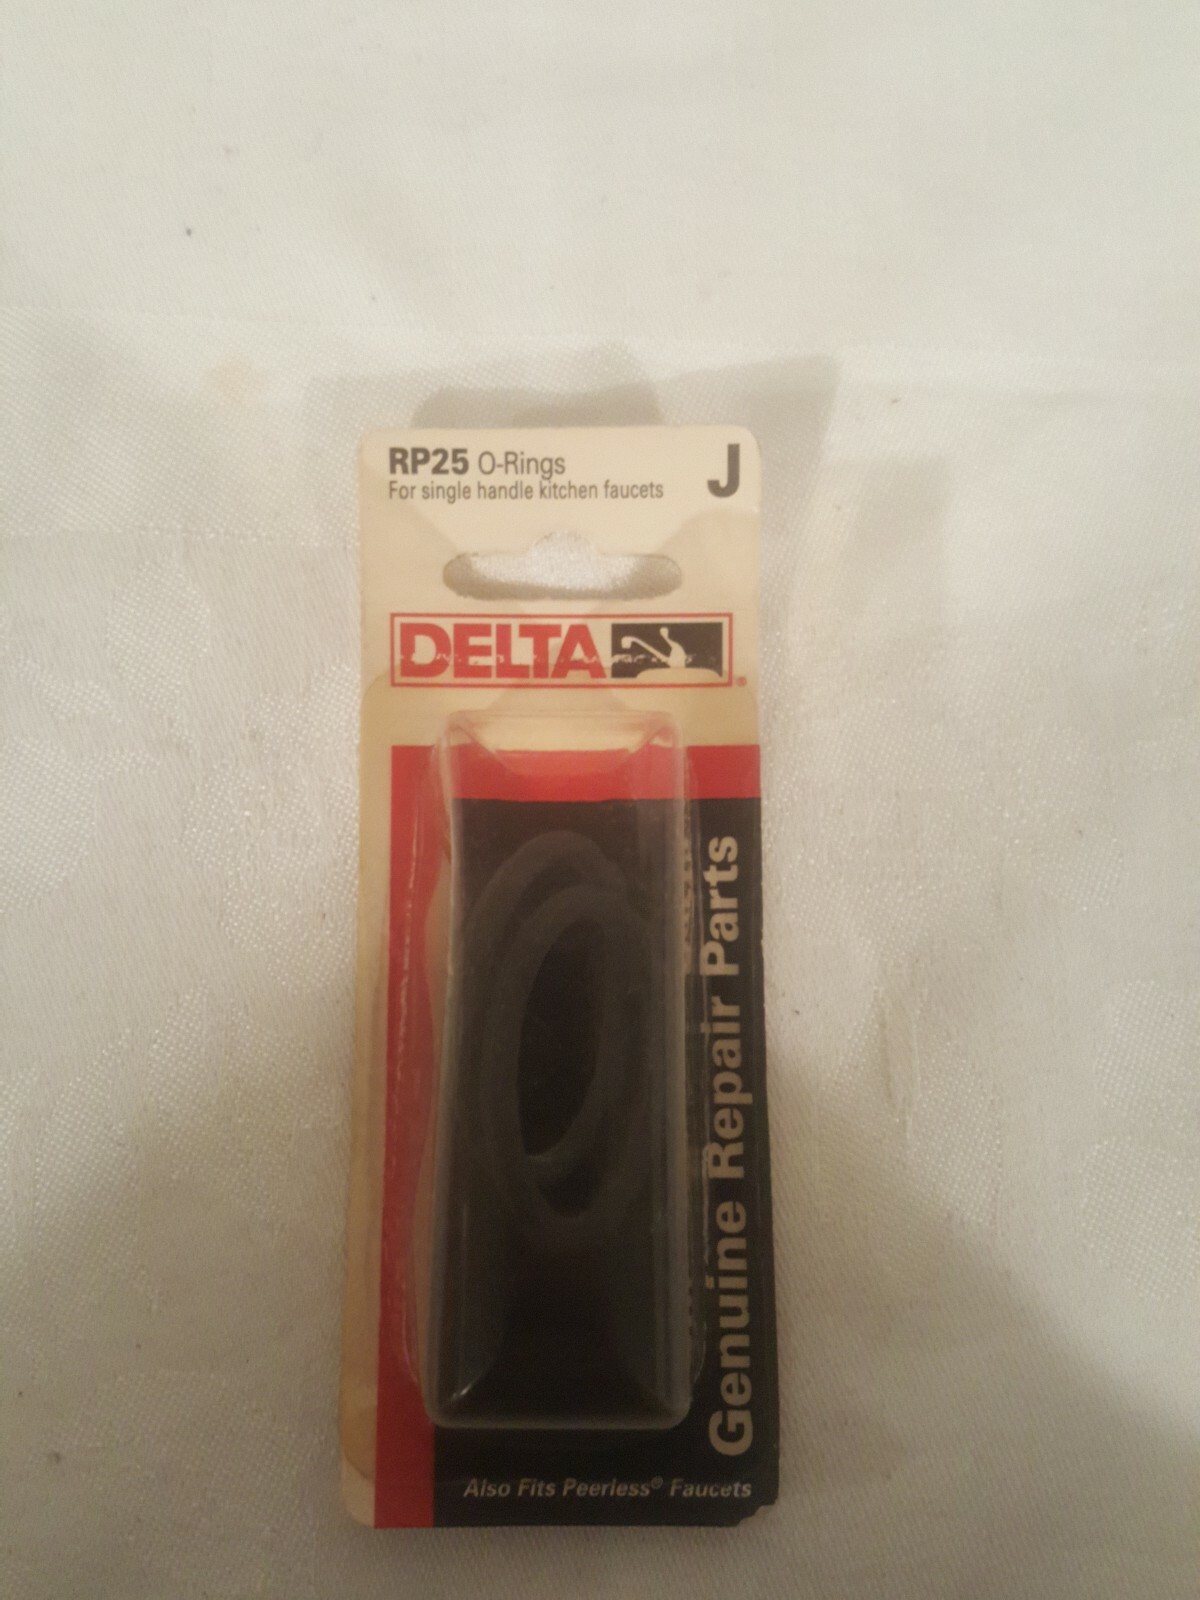 RP25 O-Rings J
For single handle kitchen faucets
DELTA ®
Genuine Repair Parts
Also Fits Peerless® Faucets